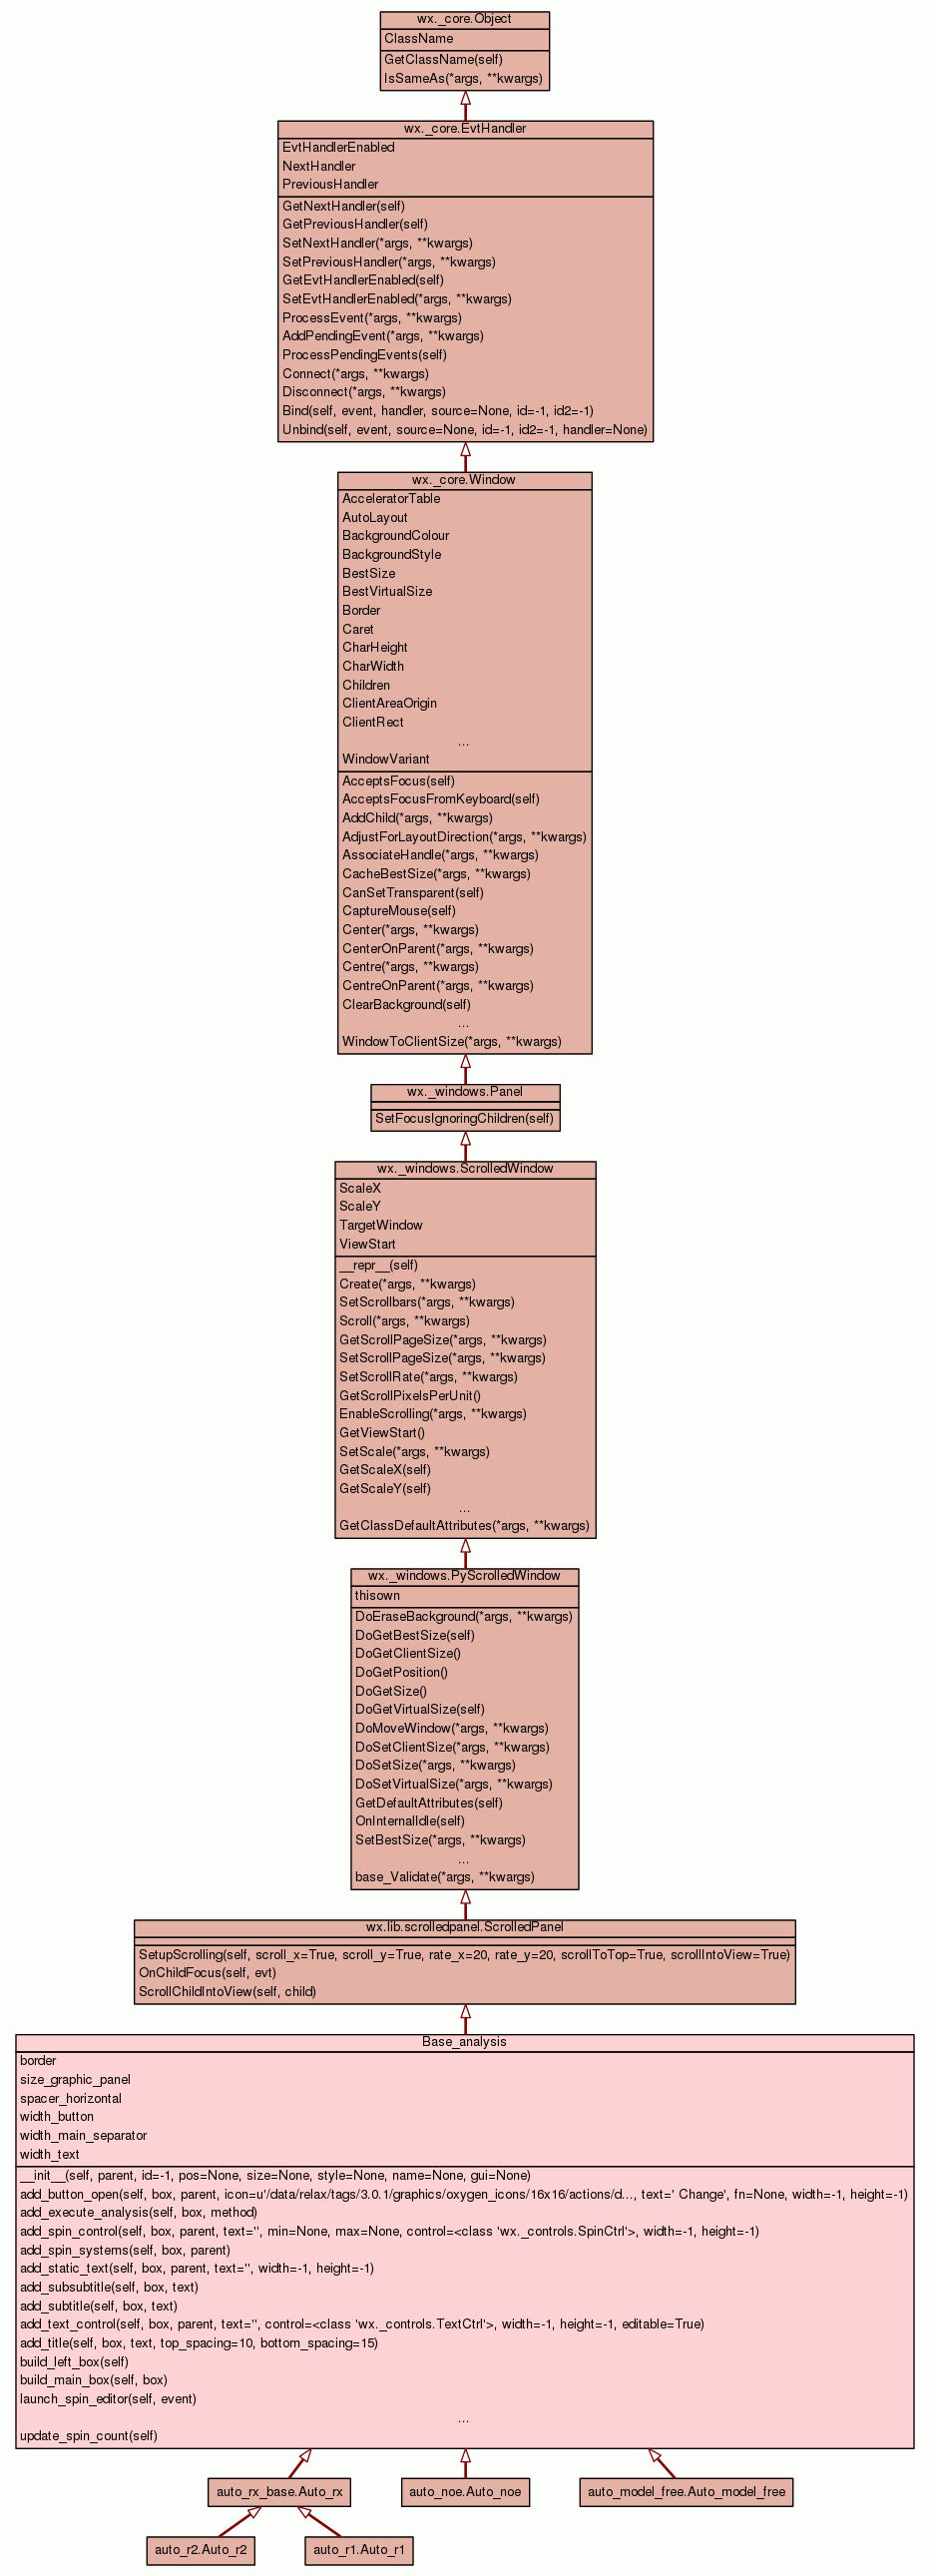 wx._core.Object
ClassName
GetClassName(self)
IsSameAs(*args, **kwargs)
wx._core.EvtHandler
EvtHandlerEnabled
NextHandler
PreviousHandler
GetNextHandler(self)
GetPreviousHandler(self)
SetNextHandler(*args, **kwargs)
SetPreviousHandler(*args, **kwargs)
GetEvtHandlerEnabled(self)
SetEvtHandlerEnabled(*args, **kwargs)
ProcessEvent(*args, **kwargs)
AddPendingEvent(*args, **kwargs)
ProcessPendingEvents(self)
Connect(*args, **kwargs)
Disconnect(*args, **kwargs)
Bind(self, event, handler, source=None, id=-1, id2=-1)
Unbind(self, event, source=None, id=-1, id2=-1, handler=None)
wx._core.Window
AcceleratorTable
AutoLayout
BackgroundColour
BackgroundStyle
BestSize
BestVirtualSize
Border
Caret
CharHeight
CharWidth
Children
ClientAreaOrigin
ClientRect
...
WindowVariant
AcceptsFocus(self)
AcceptsFocusFromKeyboard(self)
AddChild(*args, **kwargs)
AdjustForLayoutDirection(*args, **kwargs)
AssociateHandle(*args, **kwargs)
CacheBestSize(*args, **kwargs)
CanSetTransparent(self)
CaptureMouse(self)
Center(*args, **kwargs)
CenterOnParent(*args, **kwargs)
Centre(*args, **kwargs)
CentreOnParent(*args, **kwargs)
ClearBackground(self)
...
WindowToClientSize(*args, **kwargs)
wx._windows.Panel
SetFocusIgnoringChildren(self)
wx._windows.ScrolledWindow
ScaleX
ScaleY
TargetWindow
ViewStart
__repr__(self)
Create(*args, **kwargs)
SetScrollbars(*args, **kwargs)
Scroll(*args, **kwargs)
GetScrollPageSize(*args, **kwargs)
SetScrollPageSize(*args, **kwargs)
SetScrollRate(*args, **kwargs)
GetScrollPixelsPerUnit()
EnableScrolling(*args, **kwargs)
GetViewStart()
SetScale(*args, **kwargs)
GetScaleX(self)
GetScaleY(self)
...
GetClassDefaultAttributes(*args, **kwargs)
wx._windows.PyScrolledWindow
thisown
DoEraseBackground(*args, **kwargs)
DoGetBestSize(self)
DoGetClientSize()
DoGetPosition()
DoGetSize()
DoGetVirtualSize(self)
DoMoveWindow(*args, **kwargs)
DoSetClientSize(*args, **kwargs)
DoSetSize(*args, **kwargs)
DoSetVirtualSize(*args, **kwargs)
GetDefaultAttributes(self)
OnInternalIdle(self)
SetBestSize(*args, **kwargs)
...
base_Validate(*args, **kwargs)
wx.lib.scrolledpanel.ScrolledPanel
SetupScrolling(self, scroll_x=True, scroll_y=True, rate_x=20, rate_y=20, scrollToTop=True, scrollIntoView=True)
OnChildFocus(self, evt)
ScrollChildIntoView(self, child)
Base_analysis
border
size_graphic_panel
spacer_horizontal
width_button
width_main_separator
width_text
__init__(self, parent, id=-1, pos=None, size=None, style=None, name=None, gui=None)
add_button_open(self, box, parent, icon=u'/data/relax/tags/3.0.1/graphics/oxygen_icons/16x16/actions/d..., text=' Change', fn=None, width=-1, height=-1)
add_execute_analysis(self, box, method)
add_spin_control(self, box, parent, text='', min=None, max=None, control=<class 'wx._controls.SpinCtrl'>, width=-1, height=-1)
add_spin_systems(self, box, parent)
add_static_text(self, box, parent, text='', width=-1, height=-1)
add_subsubtitle(self, box, text)
add_subtitle(self, box, text)
add_text_control(self, box, parent, text='', control=<class 'wx._controls.TextCtrl'>, width=-1, height=-1, editable=True)
add_title(self, box, text, top_spacing=10, bottom_spacing=15)
build_left_box(self)
build_main_box(self, box)
launch_spin_editor(self, event)
...
update_spin_count(self)
auto_rx_base.Auto_rx
auto_noe.Auto_noe
auto_model_free.Auto_model_free
auto_r2.Auto_r2
auto_r1.Auto_r1